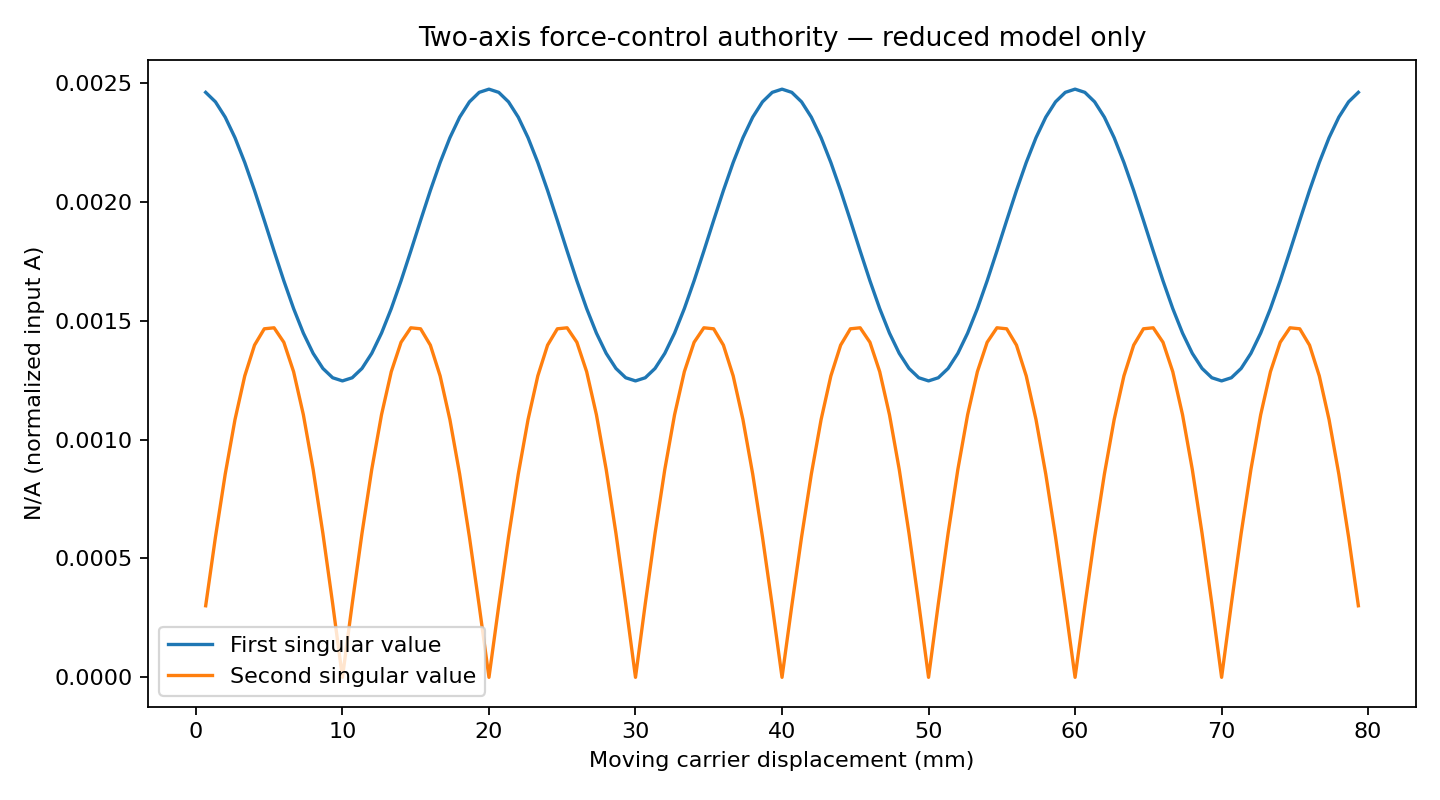 Two-axis force-control authority — reduced model only
N/A (normalized input A)
0.0025
0.0020
0.0015
0.0010
0.0005
0.0000
First singular value
Second singular value
0 10 20 30 40 50 60 70 80
Moving carrier displacement (mm)